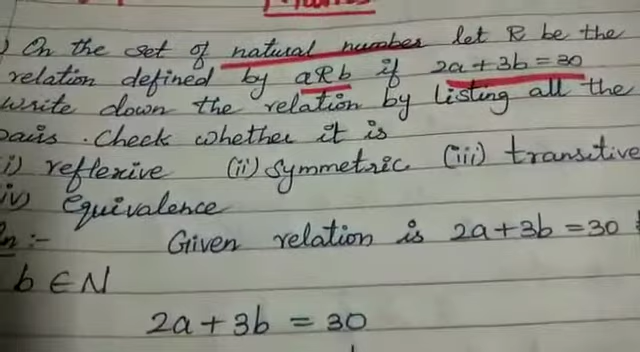 ) On the set of natural number let R be the
relation defined by aRb if 2a + 3b = 30
write down the relation by listing all the
pairs. Check whether it is
i) reflexive (ii) symmetric (iii) transitive
iv) equivalence
Given relation is 2a + 3b = 30
b ∈ N
2a + 3b = 30